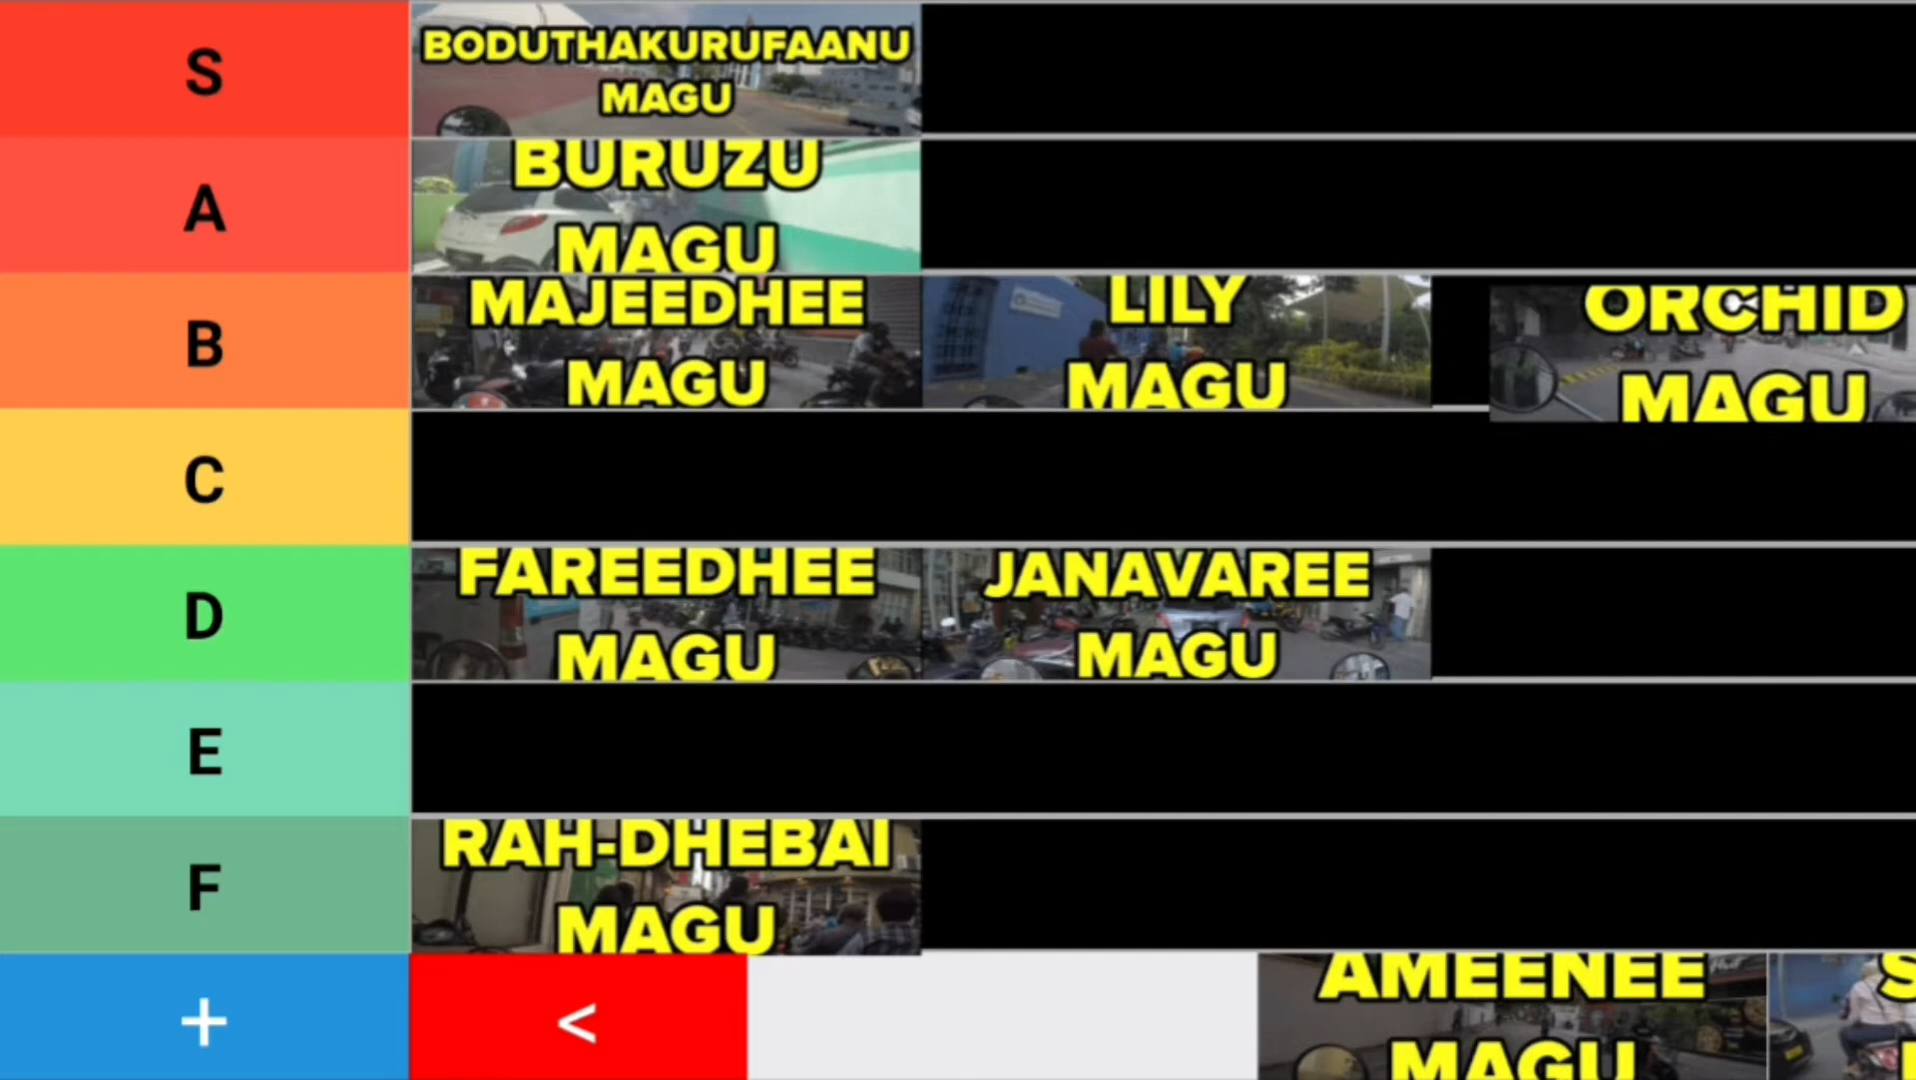 S
BODUTHAKURUFAANU
MAGU
A
BURUZU
MAGU
B
MAJEEDHEE
MAGU
LILY
MAGU
ORCHID
MAGU
C
D
FAREEDHEE
MAGU
JANAVAREE
MAGU
E
F
RAH-DHEBAI
MAGU
+
<
AMEENEE
MAGU
S